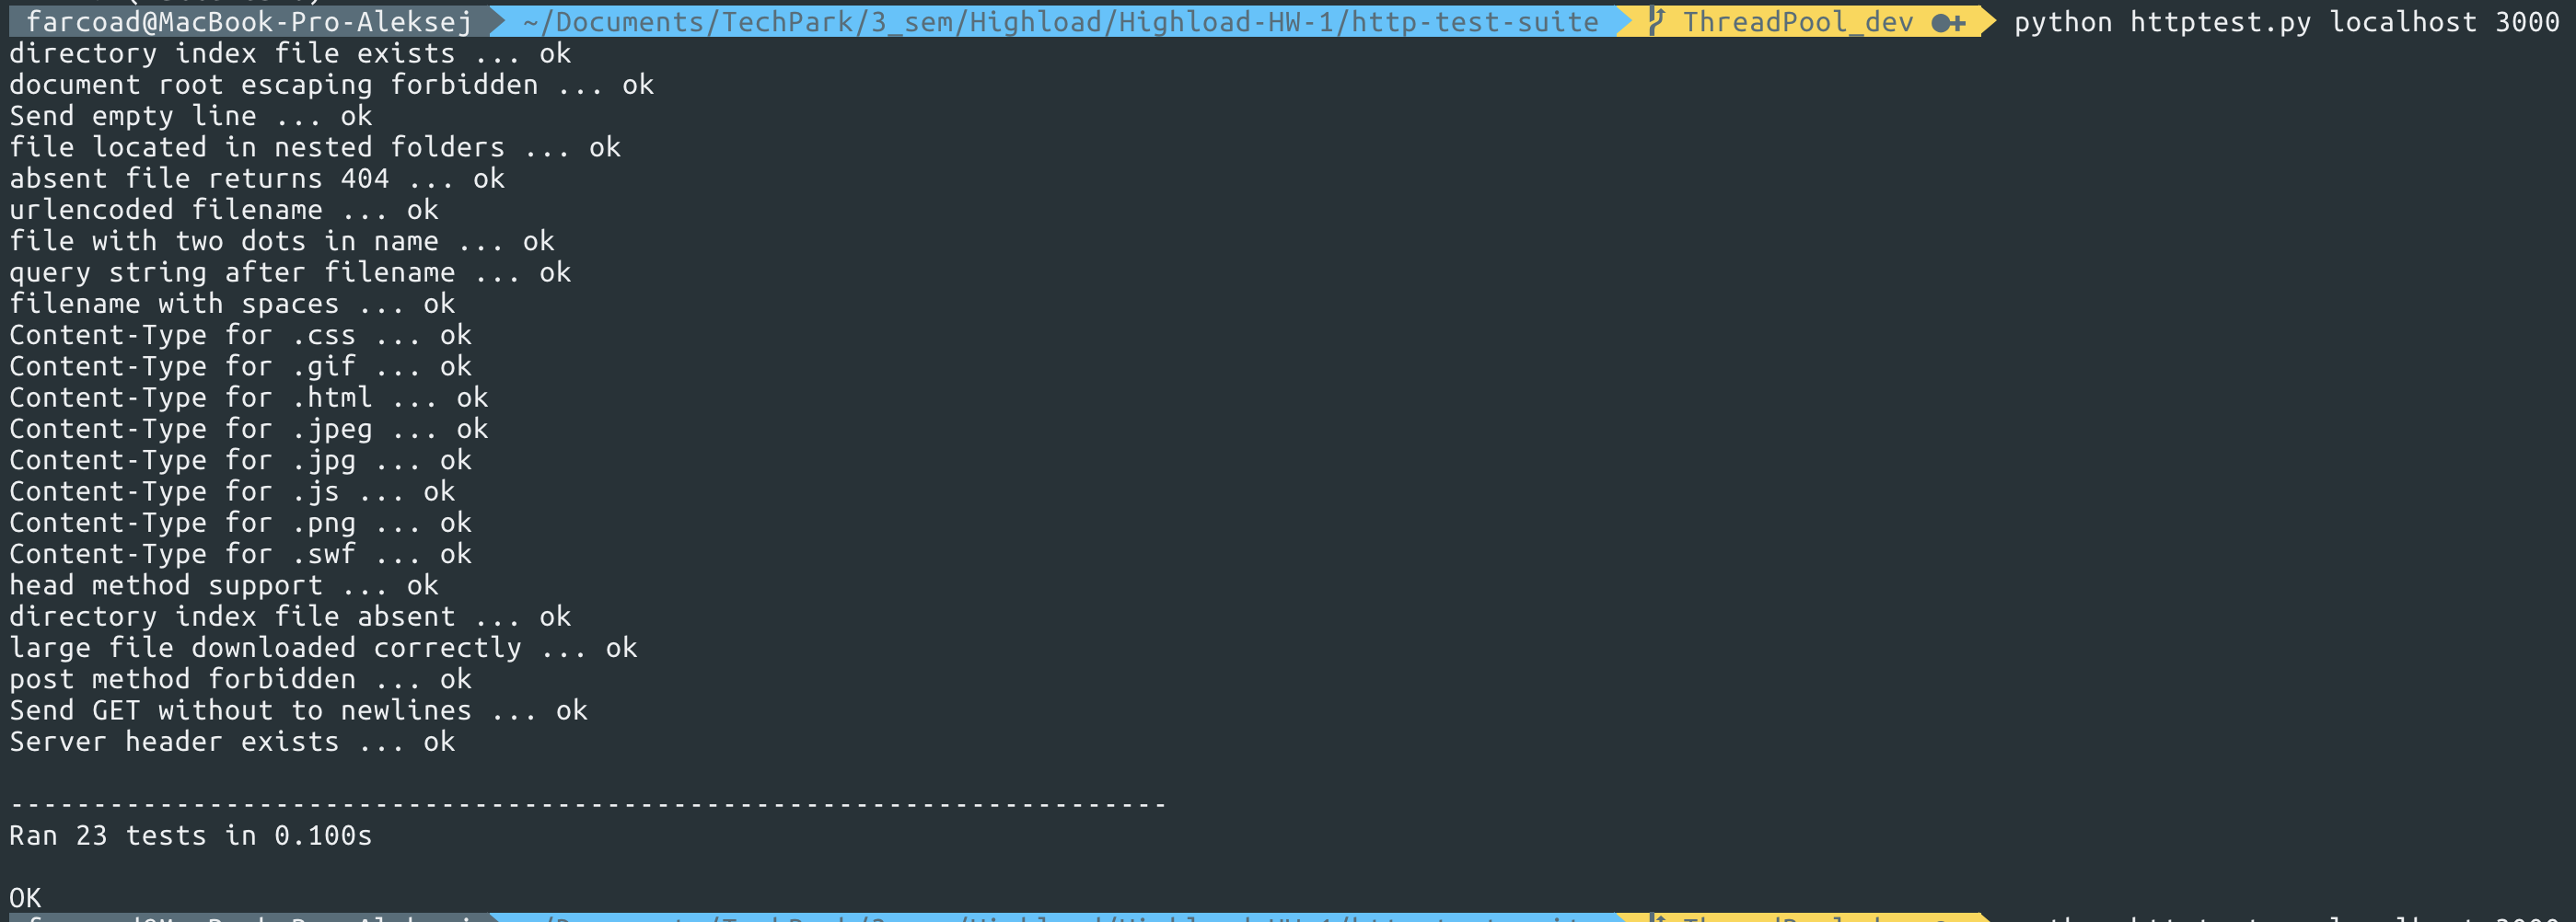 farcoad@MacBook-Pro-Aleksej ~/Documents/TechPark/3_sem/Highload/Highload-HW-1/http-test-suite ThreadPool_dev python httptest.py localhost 3000
directory index file exists ... ok
document root escaping forbidden ... ok
Send empty line ... ok
file located in nested folders ... ok
absent file returns 404 ... ok
urlencoded filename ... ok
file with two dots in name ... ok
query string after filename ... ok
filename with spaces ... ok
Content-Type for .css ... ok
Content-Type for .gif ... ok
Content-Type for .html ... ok
Content-Type for .jpeg ... ok
Content-Type for .jpg ... ok
Content-Type for .js ... ok
Content-Type for .png ... ok
Content-Type for .swf ... ok
head method support ... ok
directory index file absent ... ok
large file downloaded correctly ... ok
post method forbidden ... ok
Send GET without to newlines ... ok
Server header exists ... ok
----------------------------------------------------------------------
Ran 23 tests in 0.100s
OK